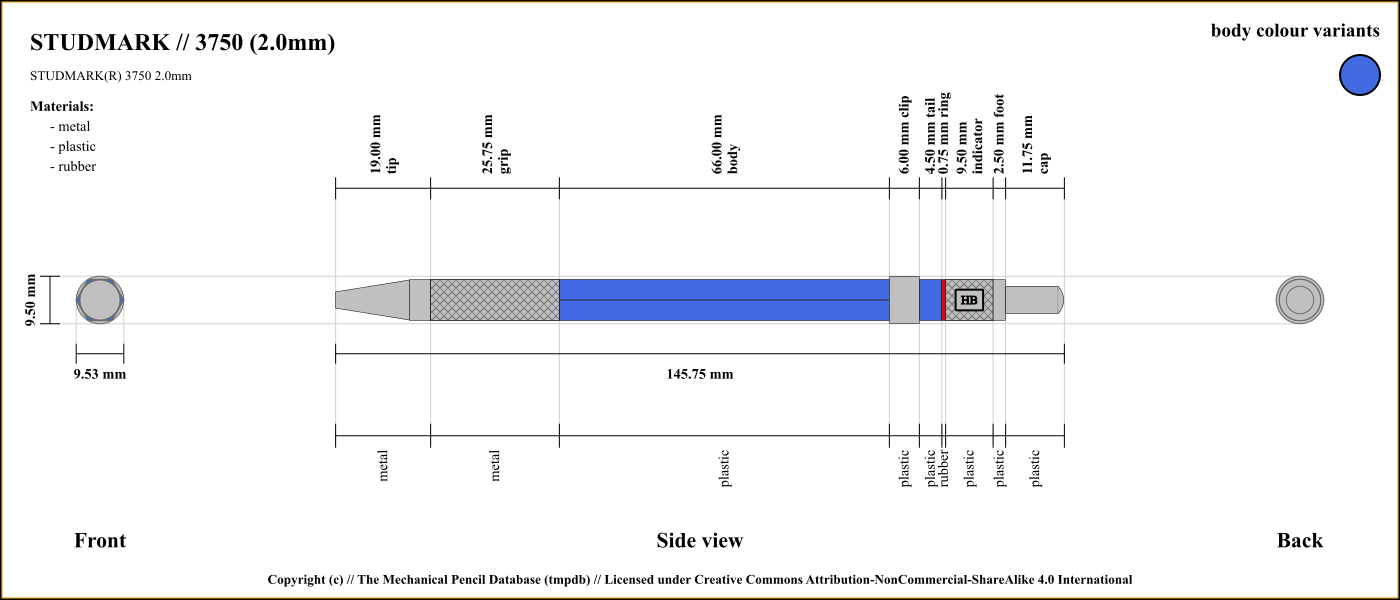 STUDMARK // 3750 (2.0mm)
body colour variants
STUDMARK(R) 3750 2.0mm
Materials:
- metal
- plastic
- rubber
19.00 mm
tip
25.75 mm
grip
66.00 mm
body
6.00 mm clip
4.50 mm tail
0.75 mm ring
9.50 mm
indicator
2.50 mm foot
11.75 mm
cap
9.50 mm
HB
9.53 mm
145.75 mm
metal
metal
plastic
plastic
plastic
rubber
plastic
plastic
plastic
Front
Side view
Back
Copyright (c) // The Mechanical Pencil Database (tmpdb) // Licensed under Creative Commons Attribution-NonCommercial-ShareAlike 4.0 International